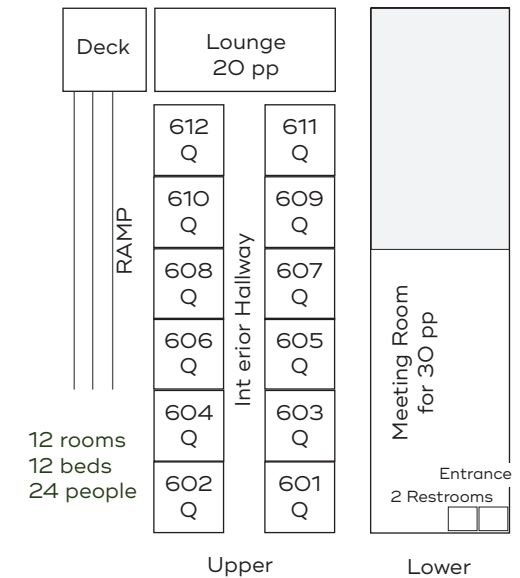 Deck
Lounge
20 pp
612
Q
611
Q
610
Q
609
Q
608
Q
607
Q
606
Q
605
Q
604
Q
603
Q
602
Q
601
Q
RAMP
Int erior Hallway
12 rooms
12 beds
24 people
Upper
Meeting Room
for 30 pp
Entrance
2 Restrooms
Lower